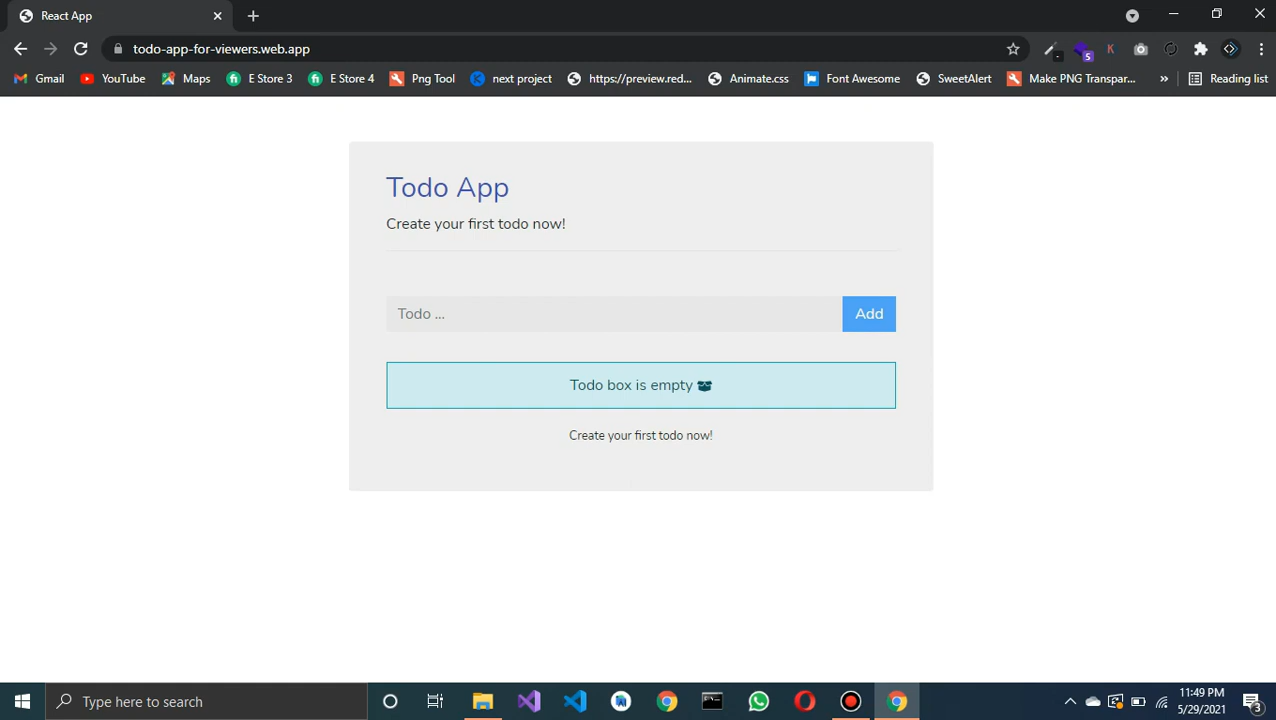 React App
todo-app-for-viewers.web.app
5
K
Gmail
YouTube
Maps
E Store 3
E Store 4
Png Tool
next project
https://preview.red...
Animate.css
Font Awesome
SweetAlert
Make PNG Transpar...
»
Reading list
Todo App
Create your first todo now!
Todo ...
Add
Todo box is empty
Create your first todo now!
Type here to search
11:49 PM
5/29/2021
3